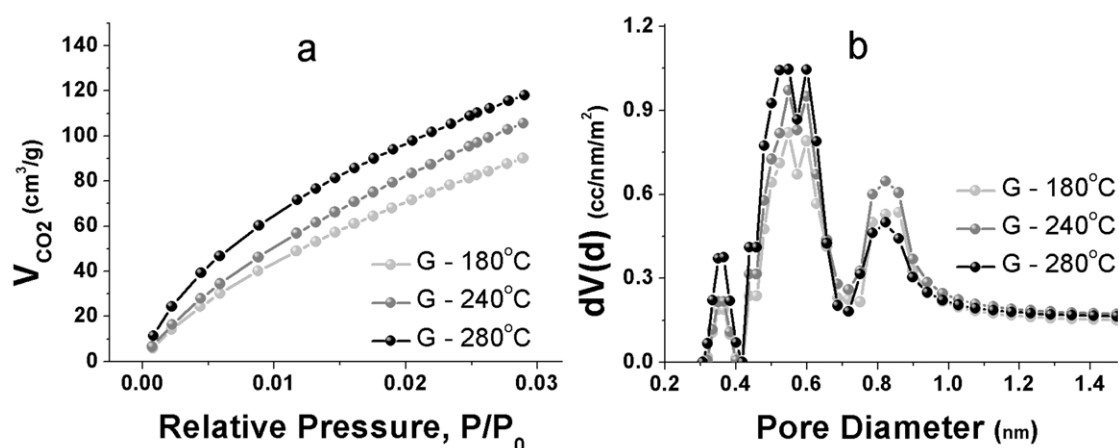 a
V_CO2 (cm³/g)
140
120
100
80
60
40
20
0
G - 180°C
G - 240°C
G - 280°C
0.00 0.01 0.02 0.03
Relative Pressure, P/P₀
b
dV(d) (cc/nm/m²)
1.2
0.9
0.6
0.3
0.0
G - 180°C
G - 240°C
G - 280°C
0.2 0.4 0.6 0.8 1.0 1.2 1.4
Pore Diameter (nm)